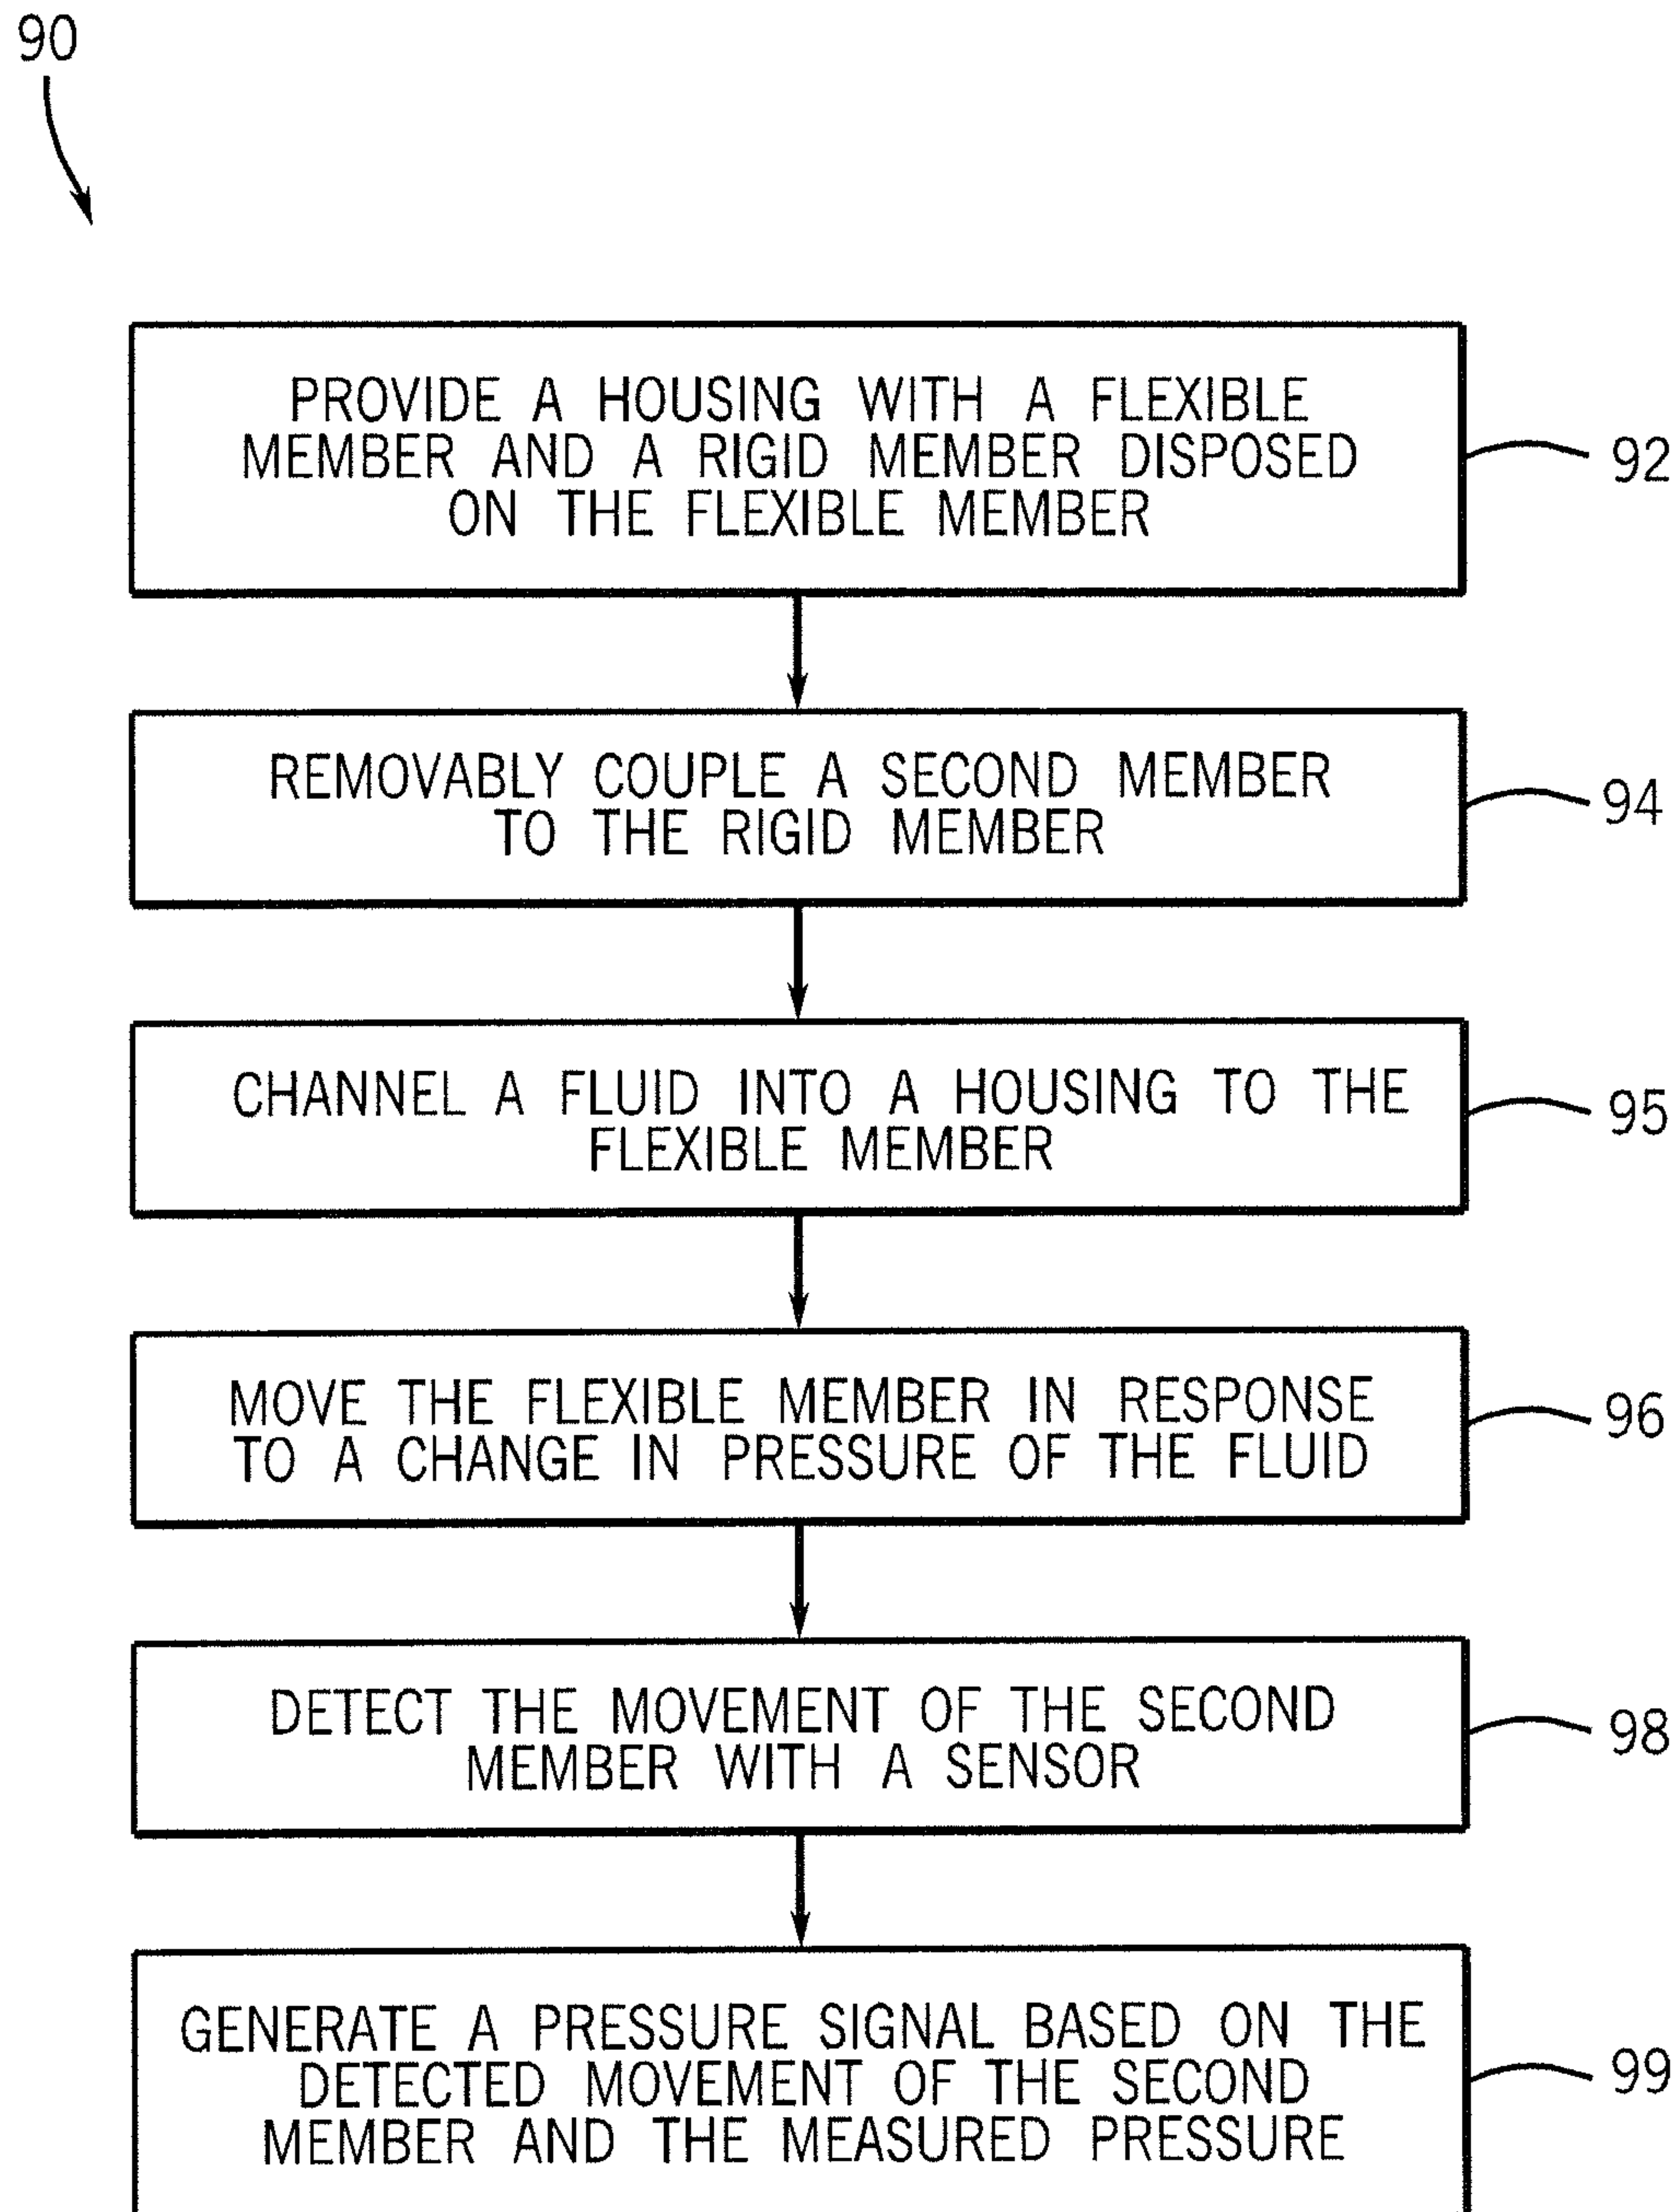 90
PROVIDE A HOUSING WITH A FLEXIBLE
MEMBER AND A RIGID MEMBER DISPOSED
ON THE FLEXIBLE MEMBER
92
REMOVABLY COUPLE A SECOND MEMBER
TO THE RIGID MEMBER
94
CHANNEL A FLUID INTO A HOUSING TO THE
FLEXIBLE MEMBER
95
MOVE THE FLEXIBLE MEMBER IN RESPONSE
TO A CHANGE IN PRESSURE OF THE FLUID
96
DETECT THE MOVEMENT OF THE SECOND
MEMBER WITH A SENSOR
98
GENERATE A PRESSURE SIGNAL BASED ON THE
DETECTED MOVEMENT OF THE SECOND
MEMBER AND THE MEASURED PRESSURE
99